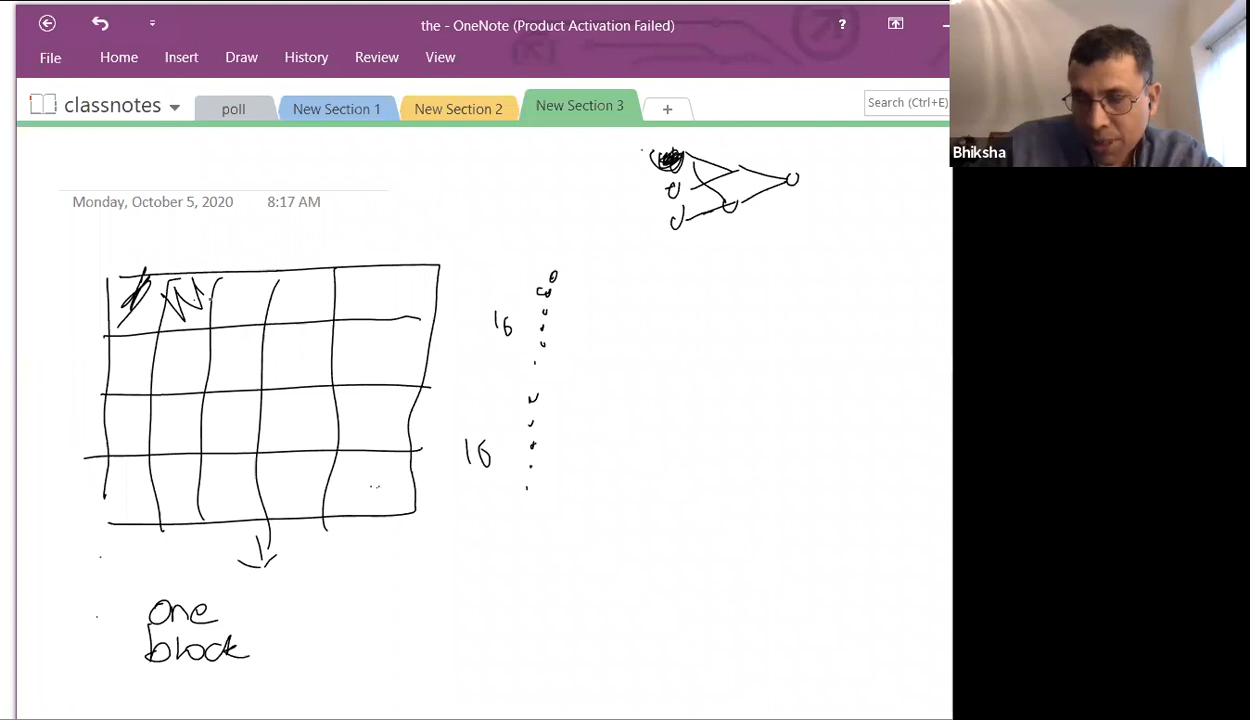 the - OneNote (Product Activation Failed)
?
File Home Insert Draw History Review View
classnotes poll New Section 1 New Section 2 New Section 3 + Search (Ctrl+E)
Bhiksha
Monday, October 5, 2020 8:17 AM
16
16
one
block